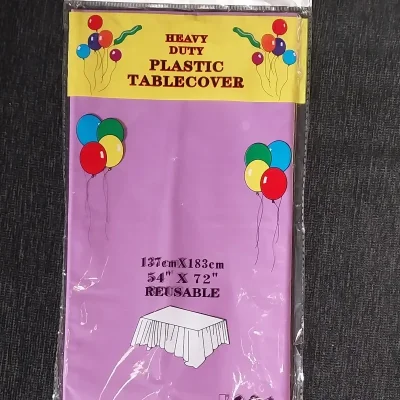 HEAVY
DUTY
PLASTIC
TABLECOVER
137cmX183cm
54" X 72"
REUSABLE